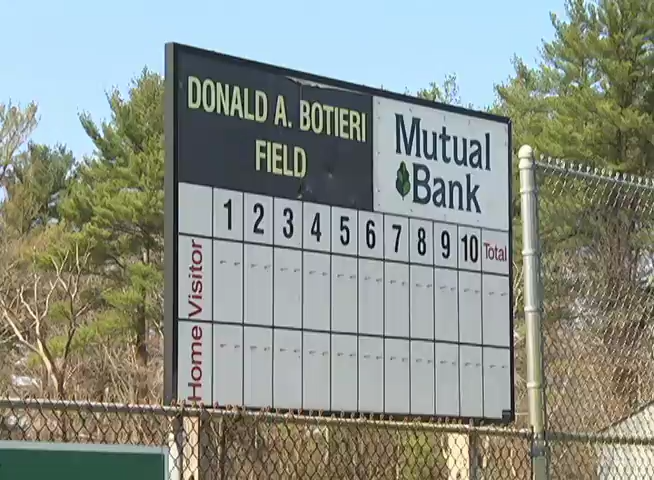 DONALD A. BOTIERI
FIELD
Mutual
Bank
1 2 3 4 5 6 7 8 9 10 Total
Visitor
Home